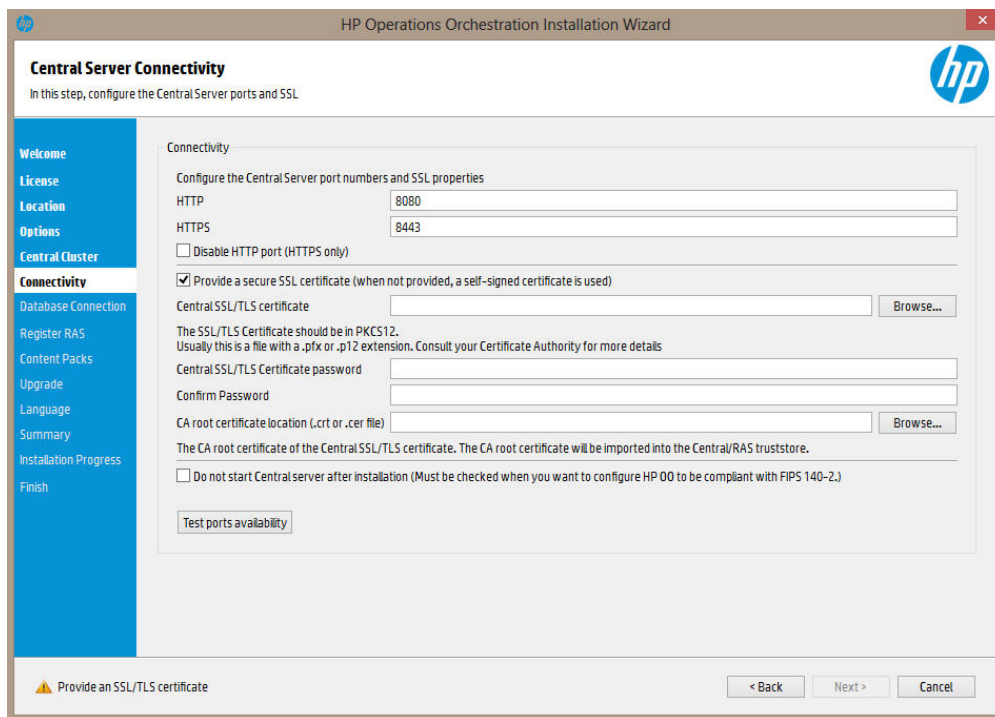 HP Operations Orchestration Installation Wizard
Central Server Connectivity
In this step, configure the Central Server ports and SSL
hp
Welcome
License
Location
Options
Central Cluster
Connectivity
Database Connection
Register RAS
Content Packs
Upgrade
Language
Summary
Installation Progress
Finish
Connectivity
Configure the Central Server port numbers and SSL properties
HTTP 8080
HTTPS 8443
Disable HTTP port (HTTPS only)
Provide a secure SSL certificate (when not provided, a self-signed certificate is used)
Central SSL/TLS certificate Browse...
The SSL/TLS Certificate should be in PKCS12.
Usually this is a file with a .pfx or .p12 extension. Consult your Certificate Authority for more details
Central SSL/TLS Certificate password
Confirm Password
CA root certificate location (.crt or .cer file) Browse...
The CA root certificate of the Central SSL/TLS certificate. The CA root certificate will be imported into the Central/RAS truststore.
Do not start Central server after installation (Must be checked when you want to configure HP OO to be compliant with FIPS 140-2.)
Test ports availability
Provide an SSL/TLS certificate
< Back Next > Cancel